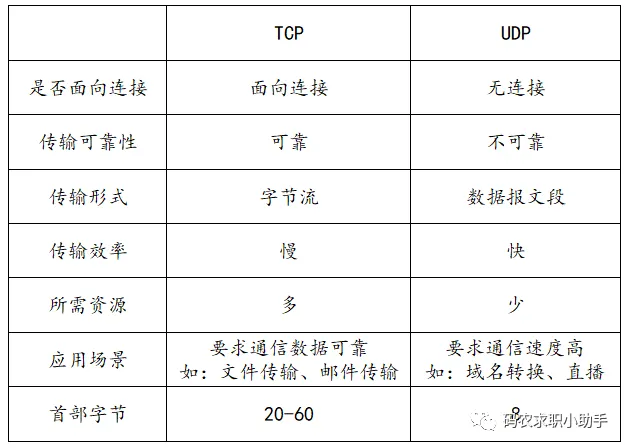 TCP UDP
是否面向连接 面向连接 无连接
传输可靠性 可靠 不可靠
传输形式 字节流 数据报文段
传输效率 慢 快
所需资源 多 少
应用场景 要求通信数据可靠 要求通信速度高
如：文件传输、邮件传输 如：域名转换、直播
首部字节 20-60 8
码农求职小助手